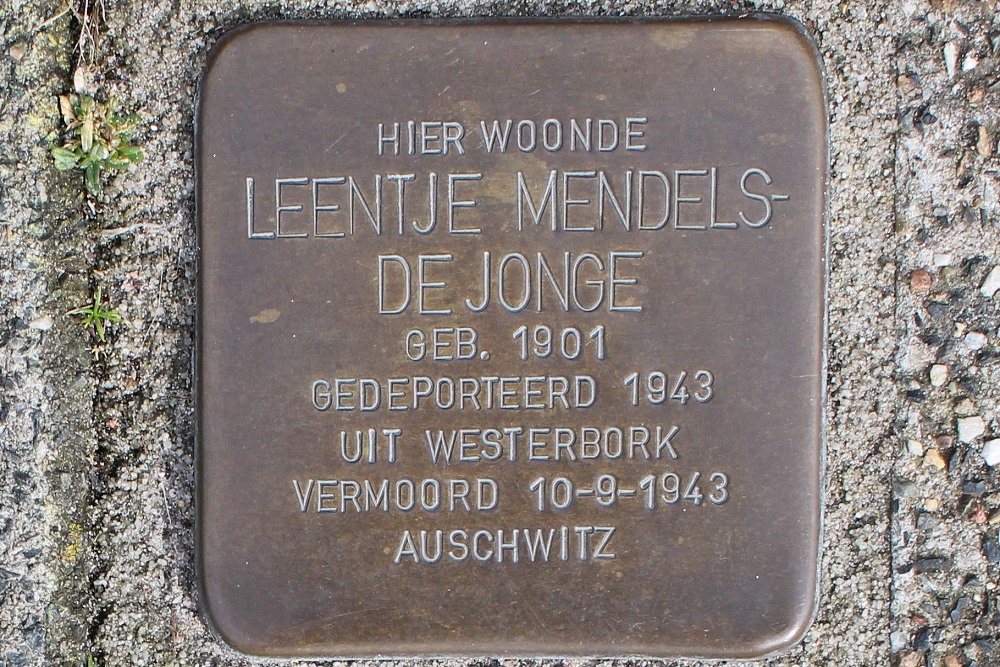 HIER WOONDE
LEENTJE MENDELS-
DE JONGE
GEB. 1901
GEDEPORTEERD 1943
UIT WESTERBORK
VERMOORD 10-9-1943
AUSCHWITZ